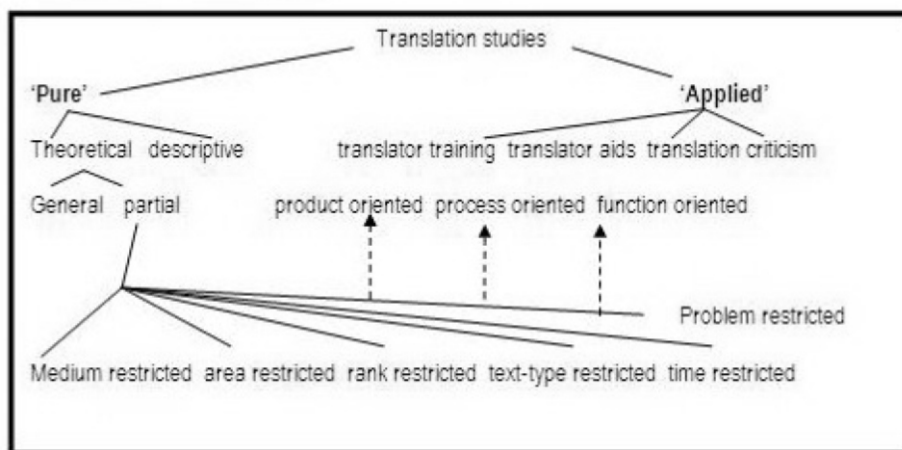 Translation studies
'Pure' 'Applied'
Theoretical descriptive translator training translator aids translation criticism
General partial product oriented process oriented function oriented
Problem restricted
Medium restricted area restricted rank restricted text-type restricted time restricted